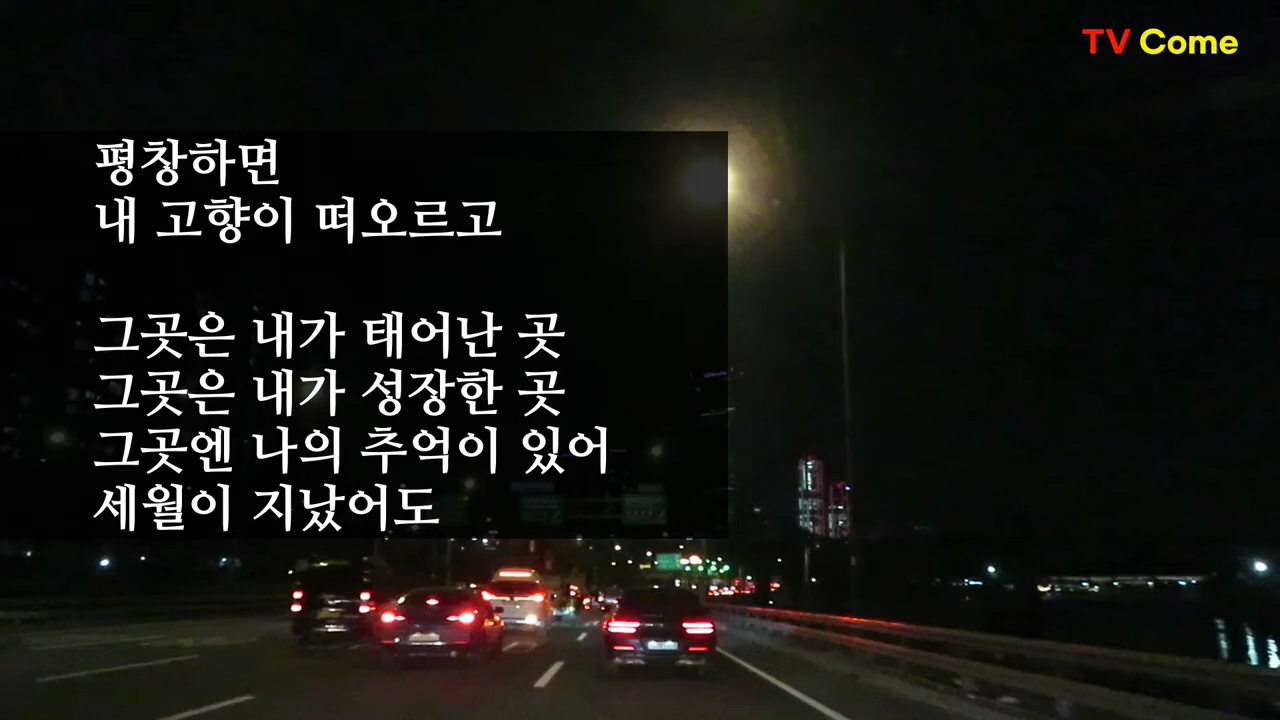 TV Come
평창하면
내 고향이 떠오르고
그곳은 내가 태어난 곳
그곳은 내가 성장한 곳
그곳엔 나의 추억이 있어
세월이 지났어도